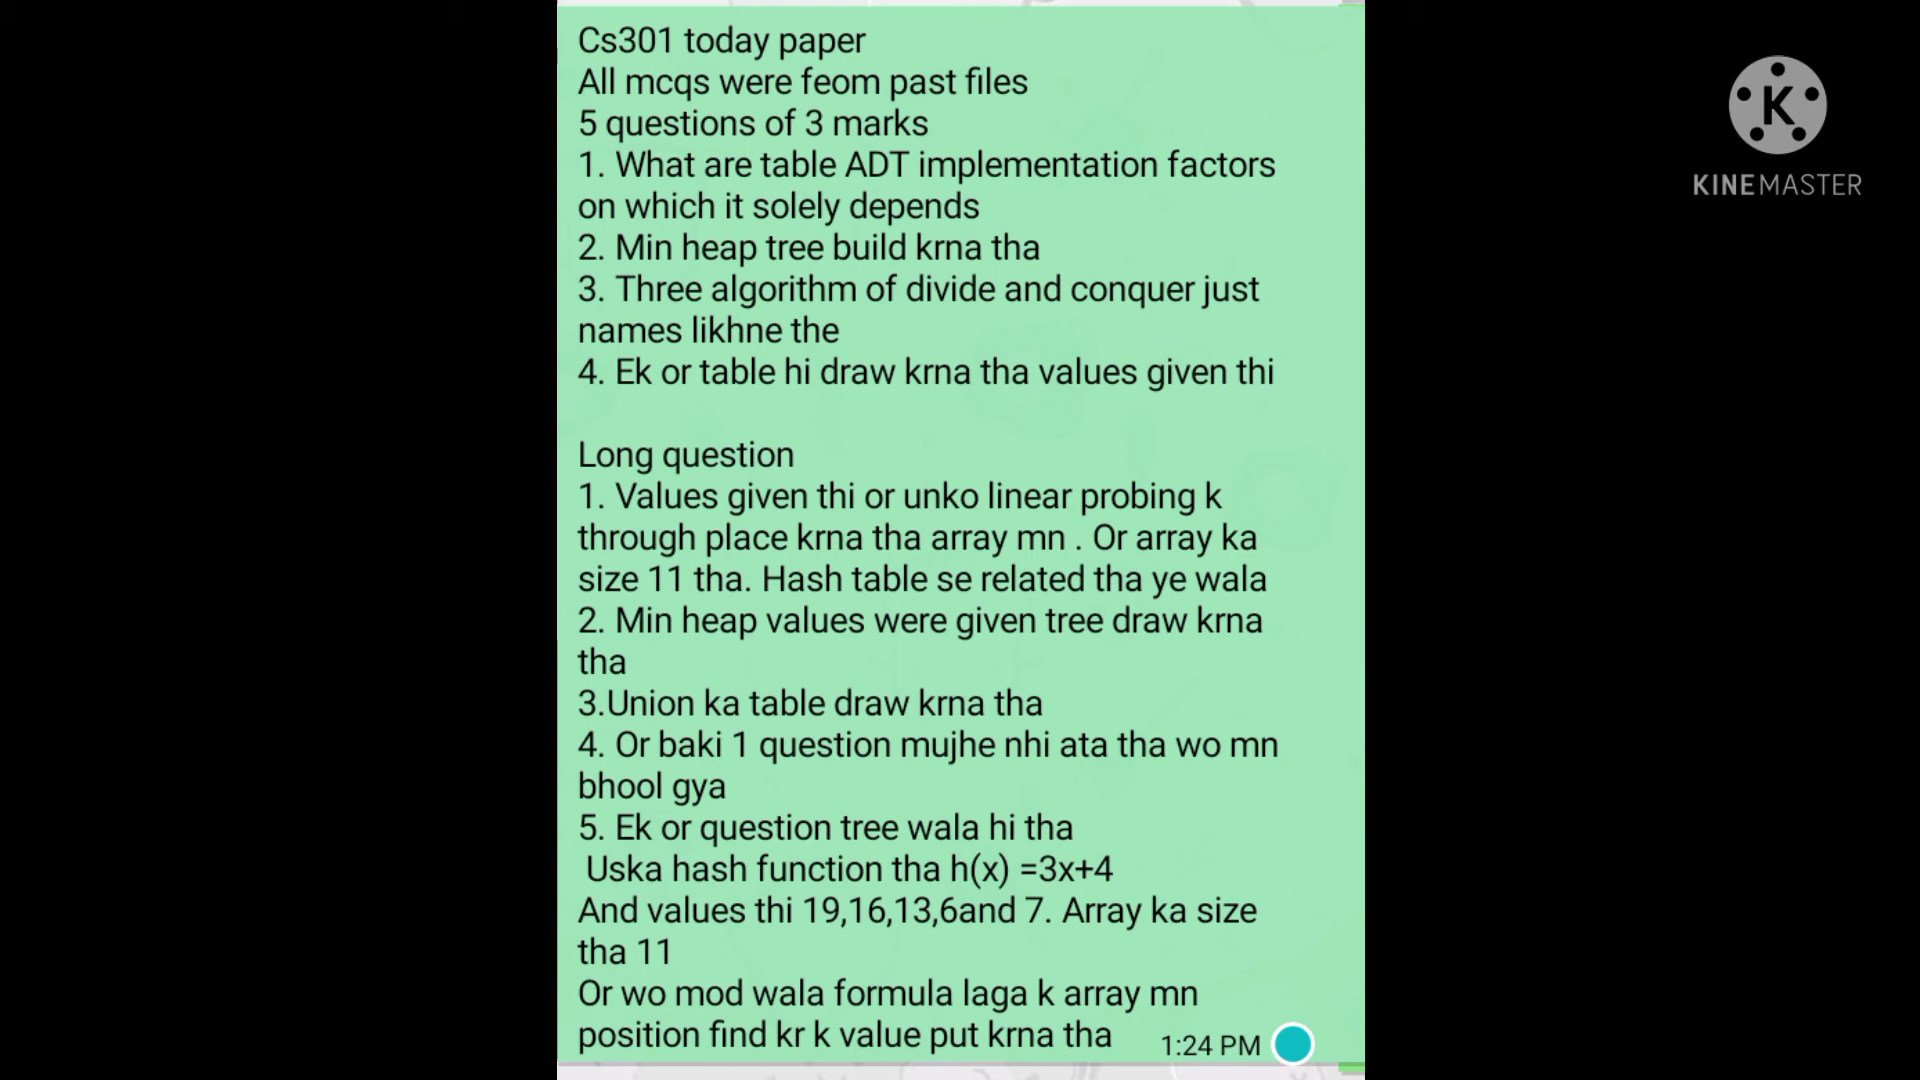 Cs301 today paper
All mcqs were feom past files
5 questions of 3 marks
1. What are table ADT implementation factors
on which it solely depends
2. Min heap tree build krna tha
3. Three algorithm of divide and conquer just
names likhne the
4. Ek or table hi draw krna tha values given thi
Long question
1. Values given thi or unko linear probing k
through place krna tha array mn . Or array ka
size 11 tha. Hash table se related tha ye wala
2. Min heap values were given tree draw krna
tha
3.Union ka table draw krna tha
4. Or baki 1 question mujhe nhi ata tha wo mn
bhool gya
5. Ek or question tree wala hi tha
Uska hash function tha h(x) =3x+4
And values thi 19,16,13,6and 7. Array ka size
tha 11
Or wo mod wala formula laga k array mn
position find kr k value put krna tha
1:24 PM
K
KINEMASTER